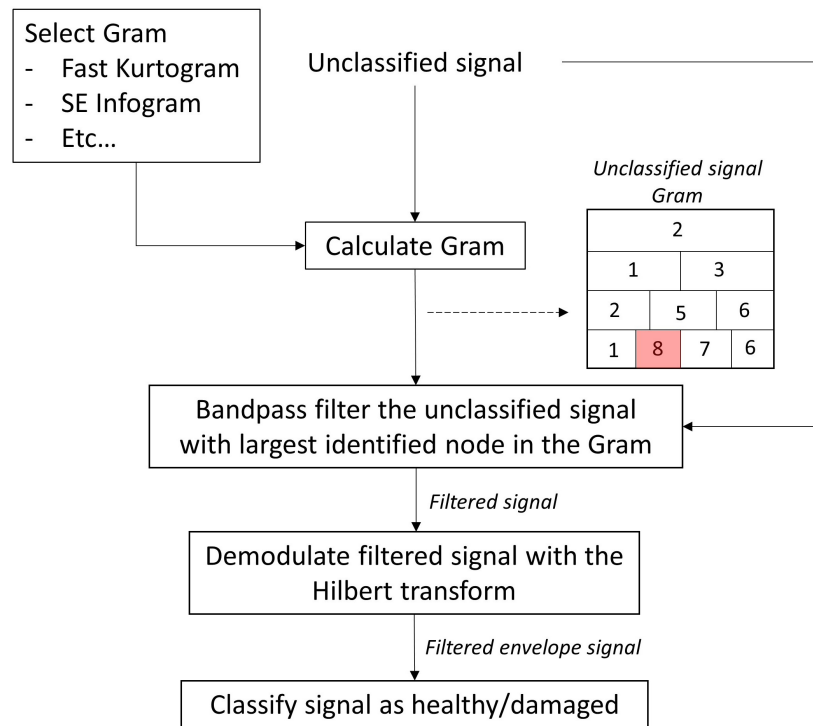 Select Gram
- Fast Kurtogram
- SE Infogram
- Etc...
Unclassified signal
Unclassified signal
Gram
Calculate Gram
2
1 3
2 5 6
1 8 7 6
Bandpass filter the unclassified signal
with largest identified node in the Gram
Filtered signal
Demodulate filtered signal with the
Hilbert transform
Filtered envelope signal
Classify signal as healthy/damaged